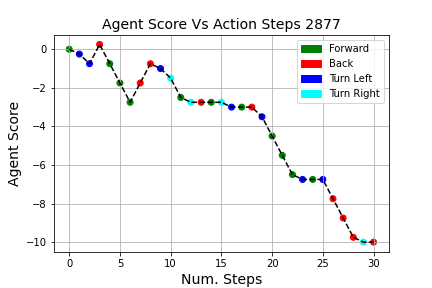 Agent Score Vs Action Steps 2877
Agent Score
0
−2
−4
−6
−8
−10
Forward
Back
Turn Left
Turn Right
0 5 10 15 20 25 30
Num. Steps